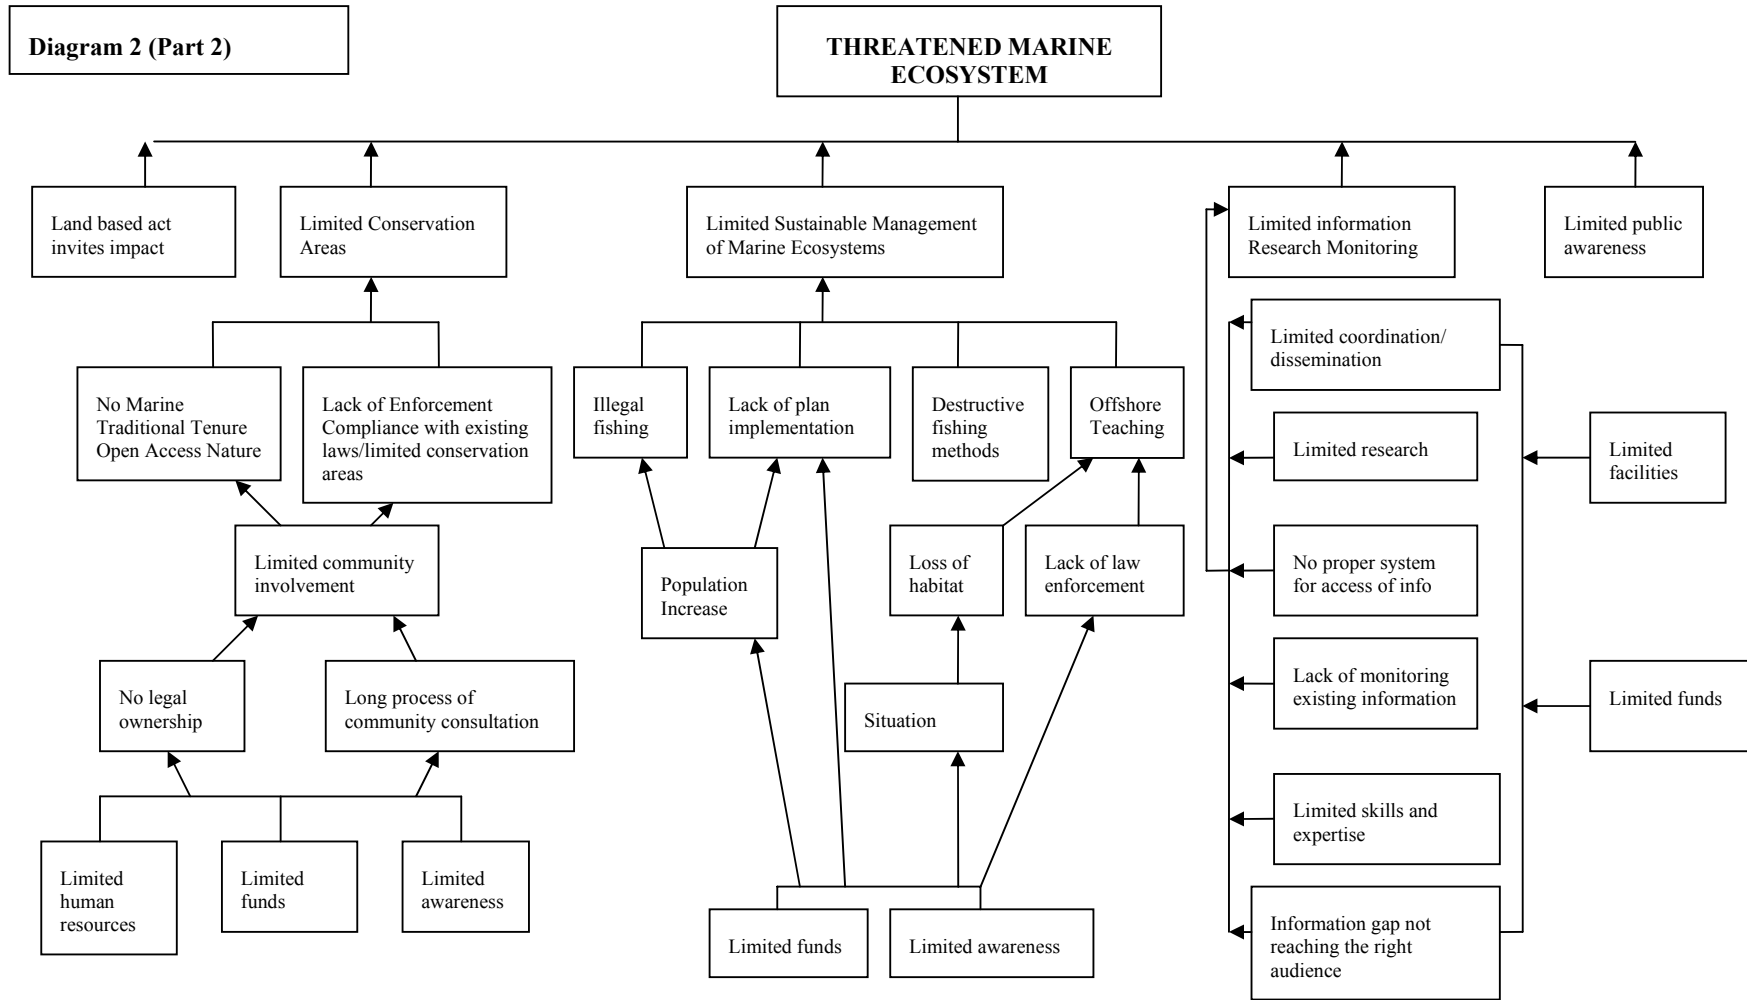 Diagram 2 (Part 2)
THREATENED MARINE
ECOSYSTEM
Land based act
invites impact
Limited Conservation
Areas
Limited Sustainable Management
of Marine Ecosystems
Limited information
Research Monitoring
Limited public
awareness
No Marine
Traditional Tenure
Open Access Nature
Lack of Enforcement
Compliance with existing
laws/limited conservation
areas
Illegal
fishing
Lack of plan
implementation
Destructive
fishing
methods
Offshore
Teaching
Limited coordination/
dissemination
Limited research
Limited
facilities
Limited community
involvement
Population
Increase
Loss of
habitat
Lack of law
enforcement
No proper system
for access of info
No legal
ownership
Long process of
community consultation
Situation
Lack of monitoring
existing information
Limited funds
Limited skills and
expertise
Limited
human
resources
Limited
funds
Limited
awareness
Limited funds
Limited awareness
Information gap not
reaching the right
audience